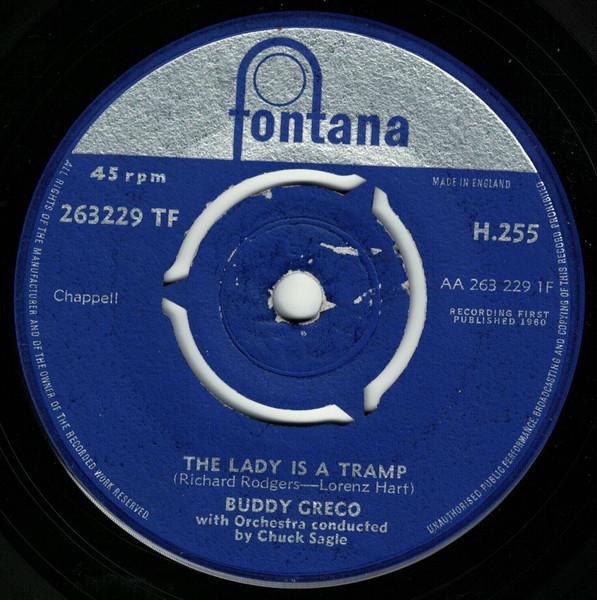 fontana
45 rpm
MADE IN ENGLAND
263229 TF
H.255
Chappell
AA 263 229 1F
RECORDING FIRST
PUBLISHED 1960
THE LADY IS A TRAMP
(Richard Rodgers—Lorenz Hart)
BUDDY GRECO
with Orchestra conducted
by Chuck Sagle
ALL RIGHTS OF THE MANUFACTURER AND OF THE OWNER OF THE RECORDED WORK RESERVED.
UNAUTHORISED PUBLIC PERFORMANCE, BROADCASTING AND COPYING OF THIS RECORD PROHIBITED.